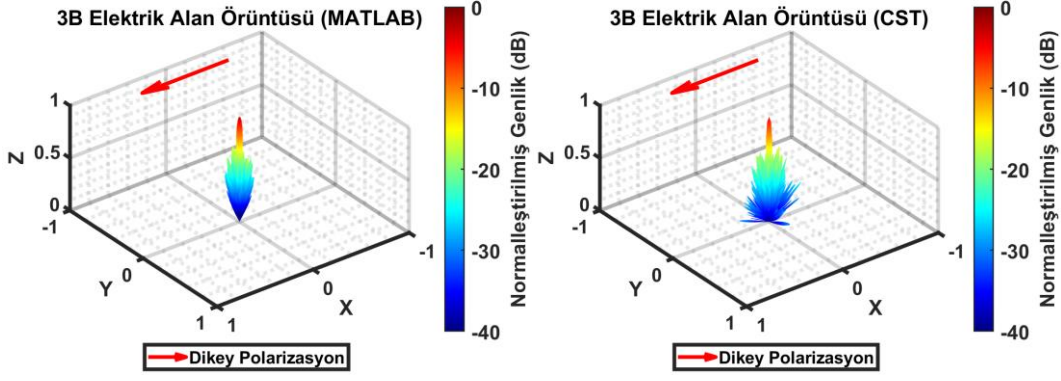 3B Elektrik Alan Örüntüsü (MATLAB)
Z
1
0.5
0
-1
Y
0
1
1
0
-1
X
0
-10
-20
-30
-40
Normalleştirilmiş Genlik (dB)
Dikey Polarizasyon
3B Elektrik Alan Örüntüsü (CST)
Z
1
0.5
0
-1
Y
0
1
1
0
-1
X
0
-10
-20
-30
-40
Normalleştirilmiş Genlik (dB)
Dikey Polarizasyon